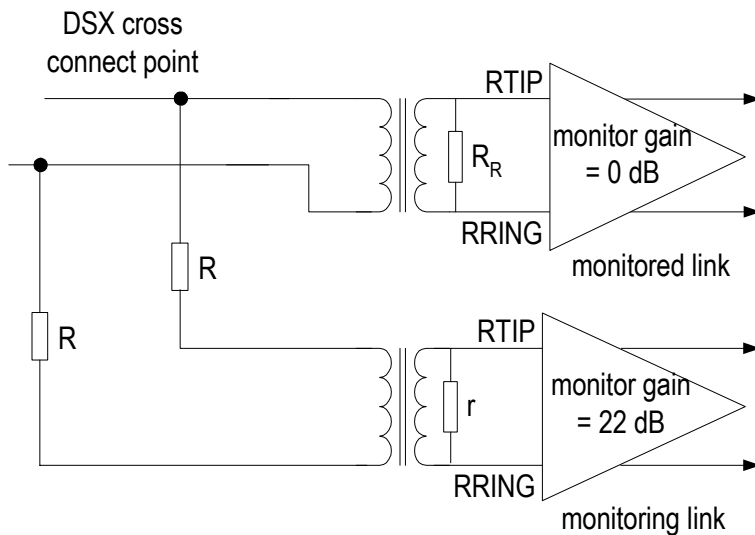 DSX cross
connect point
RTIP
monitor gain
= 0 dB
R_R
RRING
monitored link
R
R
RTIP
monitor gain
= 22 dB
r
RRING
monitoring link